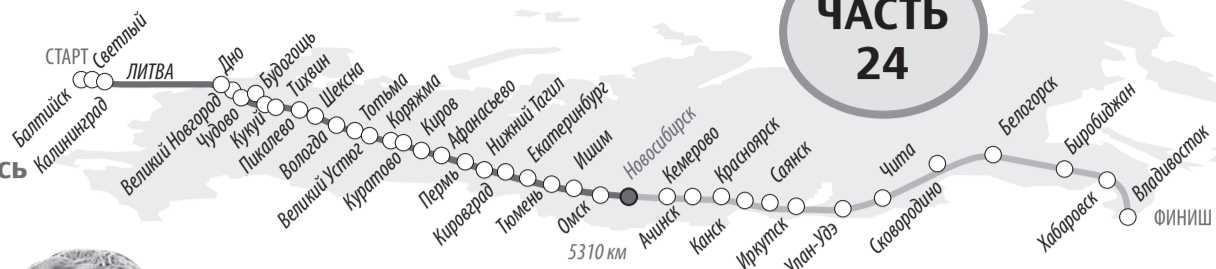 ЧАСТЬ
24
СТАРТ
Балтийск
Светлый
Калининград
ЛИТВА
Дно
Великий Новгород
Чудово
Будогощь
Кукуй
Тихвин
Пикалево
Шексна
Вологда
Тотьма
Великий Устюг
Коряжма
Куратово
Киров
Афанасьево
Пермь
Нижний Тагил
Кировград
Екатеринбург
Тюмень
Ишим
Омск
Новосибирск
5310 км
Кемерово
Ачинск
Красноярск
Канск
Саянск
Иркутск
Улан-Удэ
Чита
Сковородино
Белогорск
Биробиджан
Хабаровск
Владивосток
ФИНИШ
сь